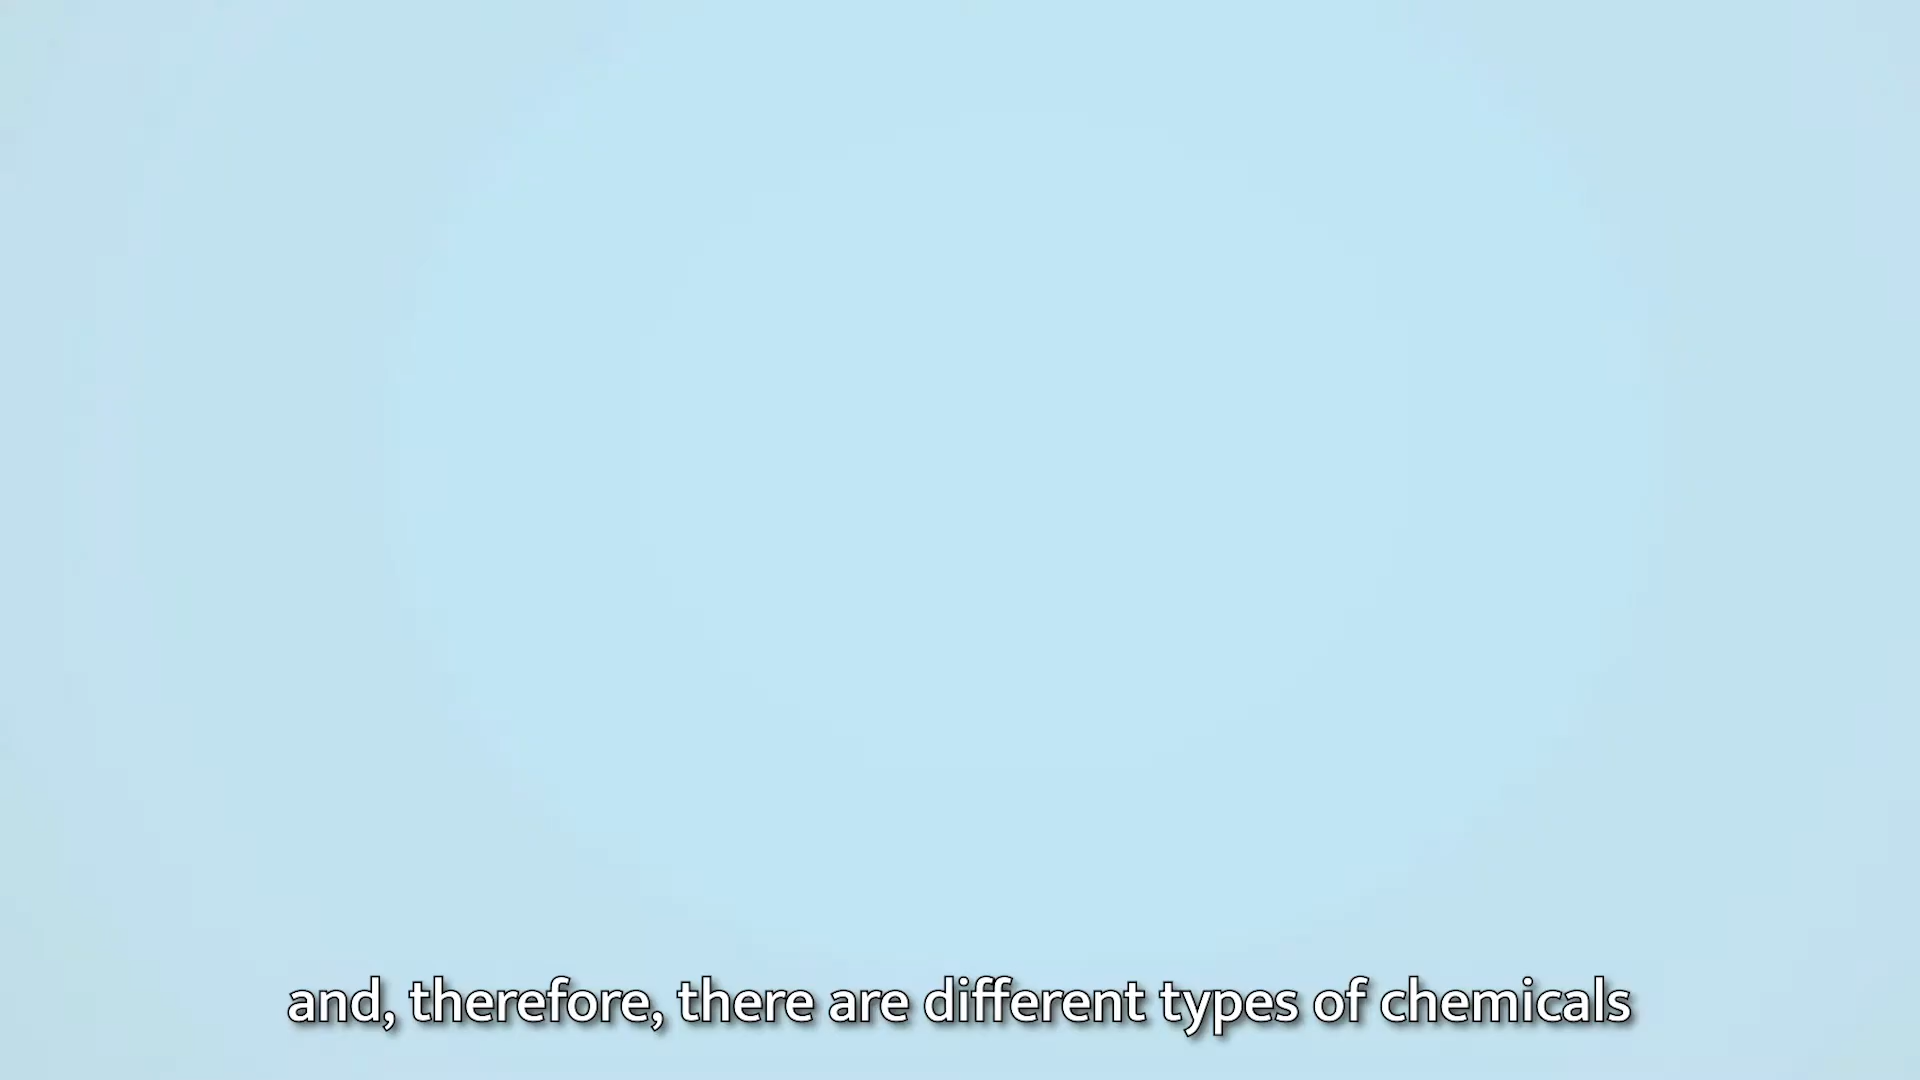 and, therefore, there are different types of chemicals